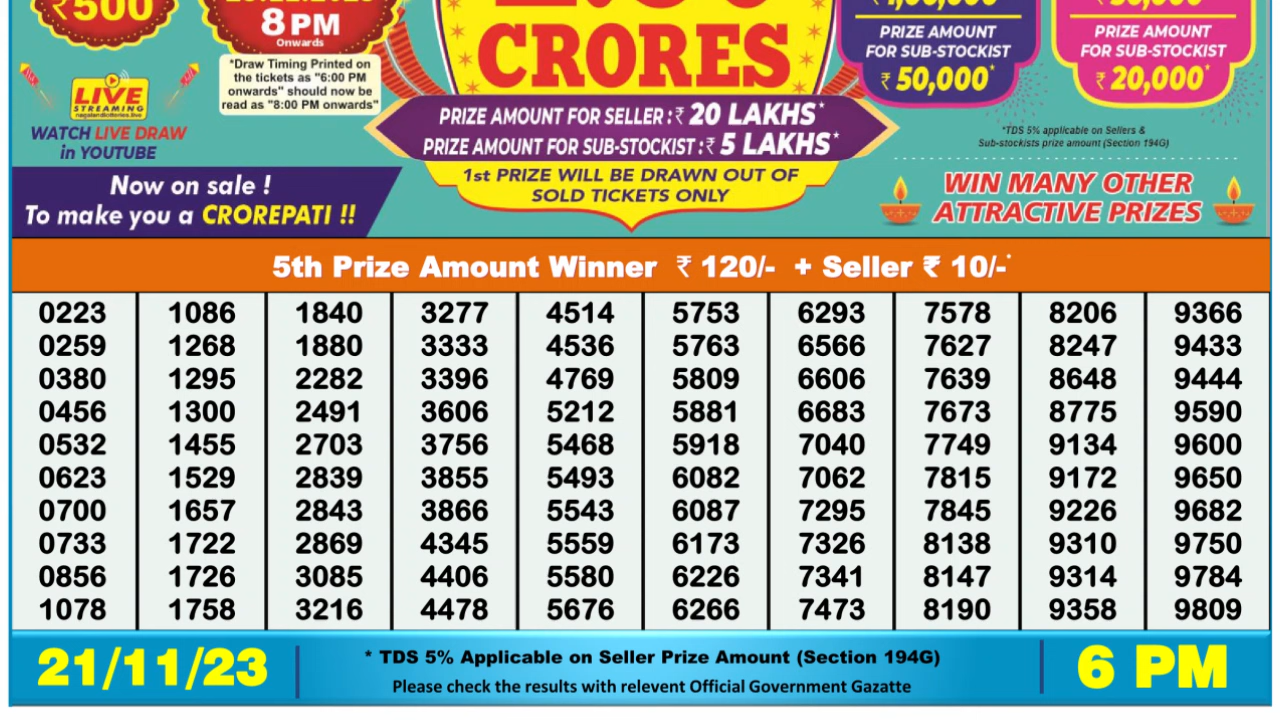 ₹500
8 PM
Onwards
*Draw Timing Printed on
the tickets as "6:00 PM
onwards" should now be
read as "8:00 PM onwards"
LIVE
STREAMING
nagalandlotteries.live
WATCH LIVE DRAW
in YOUTUBE
Now on sale !
To make you a CROREPATI !!
CRORES
PRIZE AMOUNT FOR SELLER : ₹ 20 LAKHS*
PRIZE AMOUNT FOR SUB-STOCKIST : ₹ 5 LAKHS*
1st PRIZE WILL BE DRAWN OUT OF
SOLD TICKETS ONLY
PRIZE AMOUNT
FOR SUB-STOCKIST
₹ 50,000*
PRIZE AMOUNT
FOR SUB-STOCKIST
₹ 20,000*
*TDS 5% applicable on Sellers &
Sub-stockists prize amount (Section 194G)
WIN MANY OTHER
ATTRACTIVE PRIZES
5th Prize Amount Winner ₹ 120/- + Seller ₹ 10/-*
0223 1086 1840 3277 4514 5753 6293 7578 8206 9366
0259 1268 1880 3333 4536 5763 6566 7627 8247 9433
0380 1295 2282 3396 4769 5809 6606 7639 8648 9444
0456 1300 2491 3606 5212 5881 6683 7673 8775 9590
0532 1455 2703 3756 5468 5918 7040 7749 9134 9600
0623 1529 2839 3855 5493 6082 7062 7815 9172 9650
0700 1657 2843 3866 5543 6087 7295 7845 9226 9682
0733 1722 2869 4345 5559 6173 7326 8138 9310 9750
0856 1726 3085 4406 5580 6226 7341 8147 9314 9784
1078 1758 3216 4478 5676 6266 7473 8190 9358 9809
21/11/23
* TDS 5% Applicable on Seller Prize Amount (Section 194G)
Please check the results with relevent Official Government Gazatte
6 PM